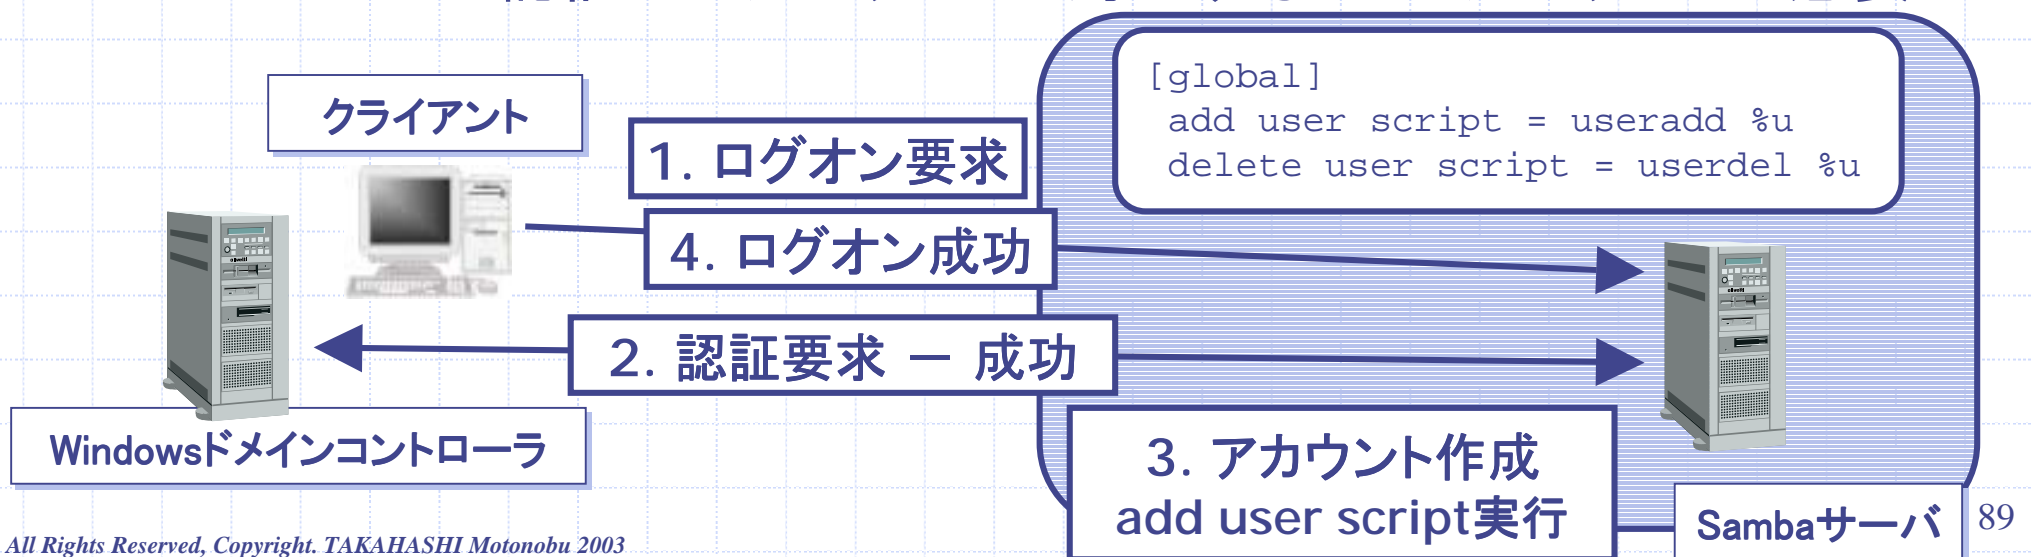 [global]
add user script = useradd %u
delete user script = userdel %u
クライアント
1. ログオン要求
4. ログオン成功
2. 認証要求 － 成功
Windowsドメインコントローラ
3. アカウント作成
add user script実行
Sambaサーバ
89
All Rights Reserved, Copyright. TAKAHASHI Motonobu 2003